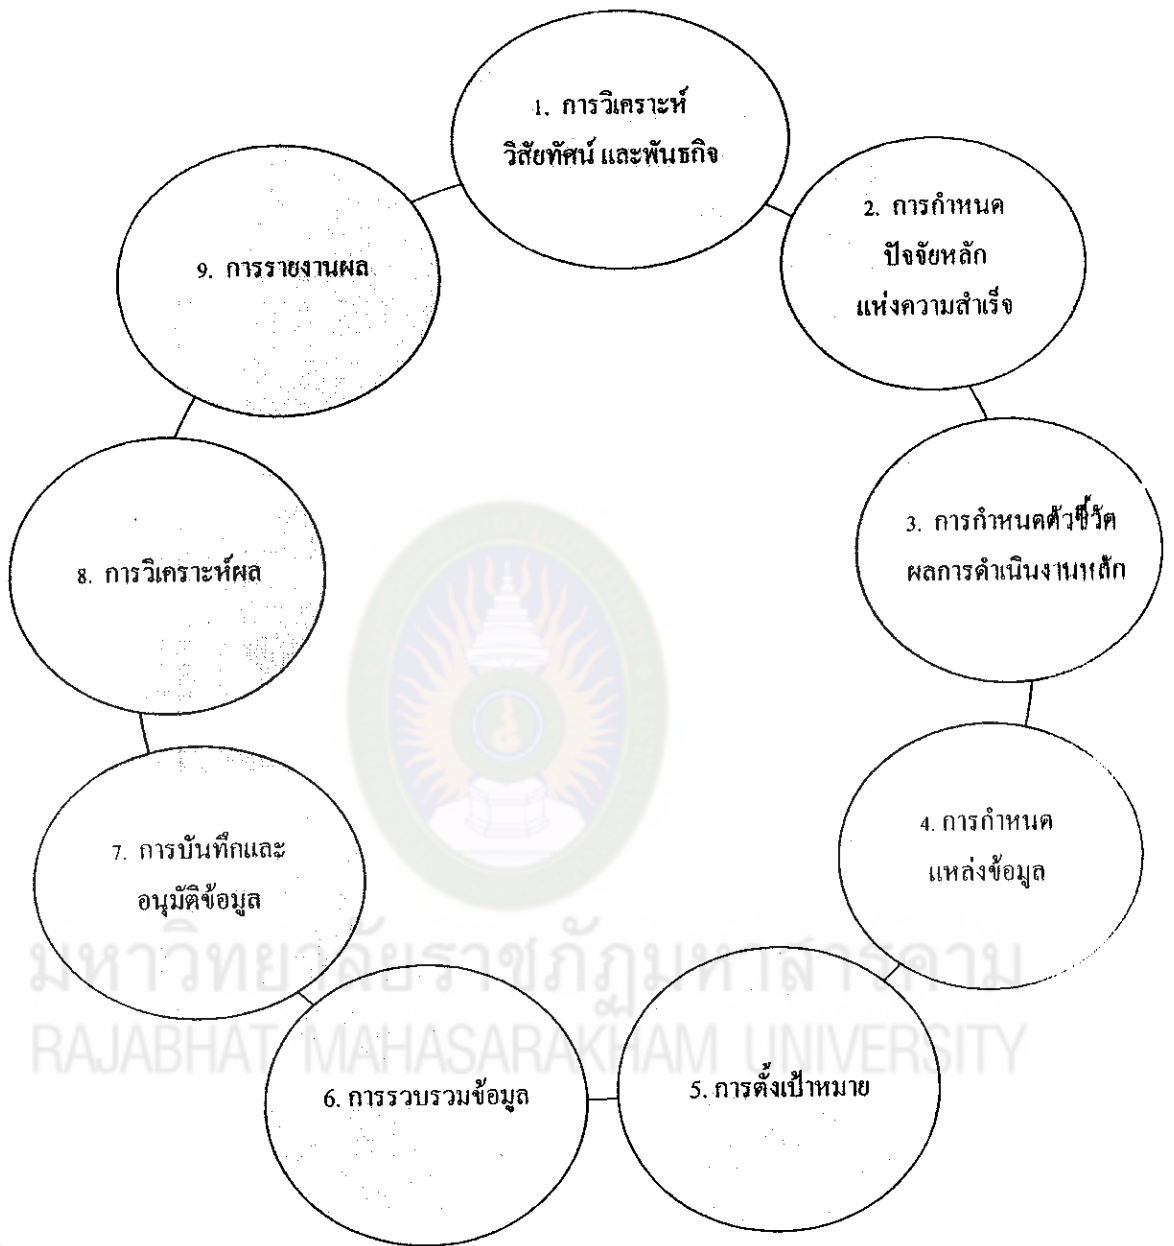 1. การวิเคราะห์
วิสัยทัศน์ และพันธกิจ
2. การกำหนด
ปัจจัยหลัก
แห่งความสำเร็จ
3. การกำหนดตัวชี้วัด
ผลการดำเนินงานหลัก
4. การกำหนด
แหล่งข้อมูล
5. การตั้งเป้าหมาย
6. การรวบรวมข้อมูล
7. การบันทึกและ
อนุมัติข้อมูล
8. การวิเคราะห์ผล
9. การรายงานผล
มหาวิทยาลัยราชภัฏมหาสารคาม
RAJABHAT MAHASARAKHAM UNIVERSITY